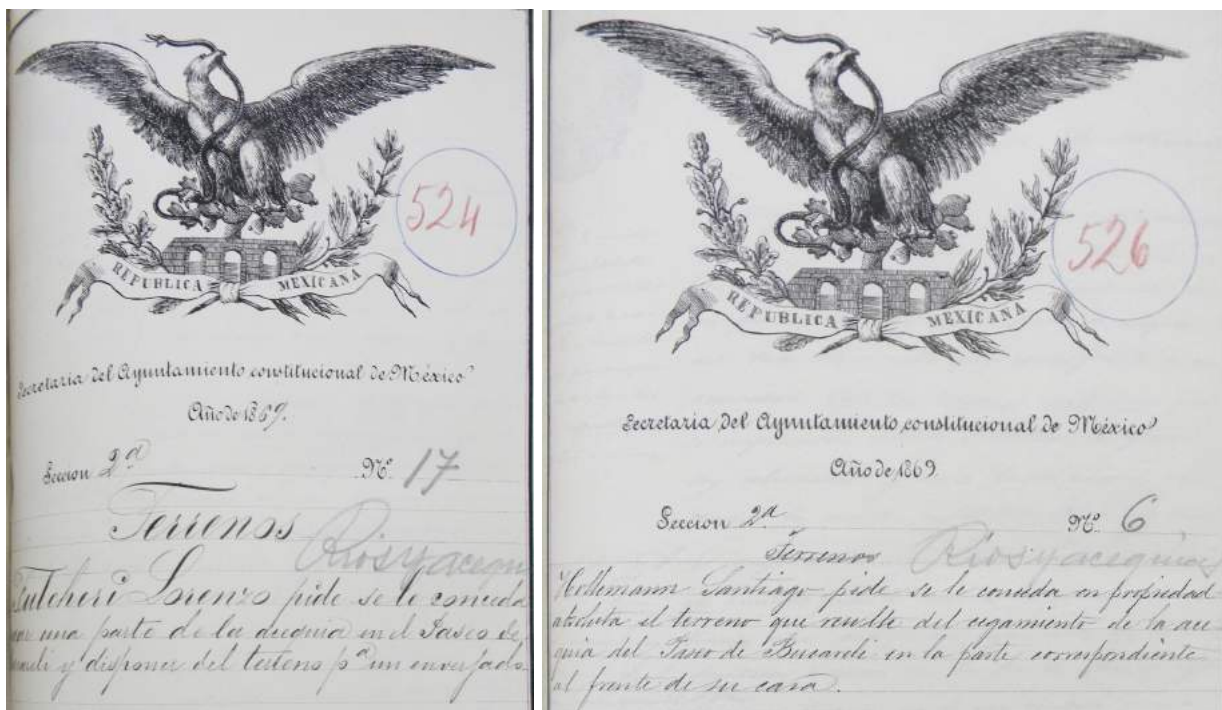 524
REPUBLICA MEXICANA
Secretaria del Ayuntamiento constitucional de México
Año de 1869.
Seccion 2ª Nº 17
Terrenos
Rios y acequi
Lorenzo pide se le conceda
una parte de la acequia en el Paseo de
y disponer del terreno pª un enverjado
526
REPUBLICA MEXICANA
Secretaria del Ayuntamiento constitucional de México
Año de 1869
Seccion 2ª Nº 6
Terrenos
Rios y acequias
Santiago pide se le conceda en propiedad
absoluta el terreno que resulte del segamiento de la ace
quia del Paseo de Bucareli en la parte correspondiente
al frente de su casa.